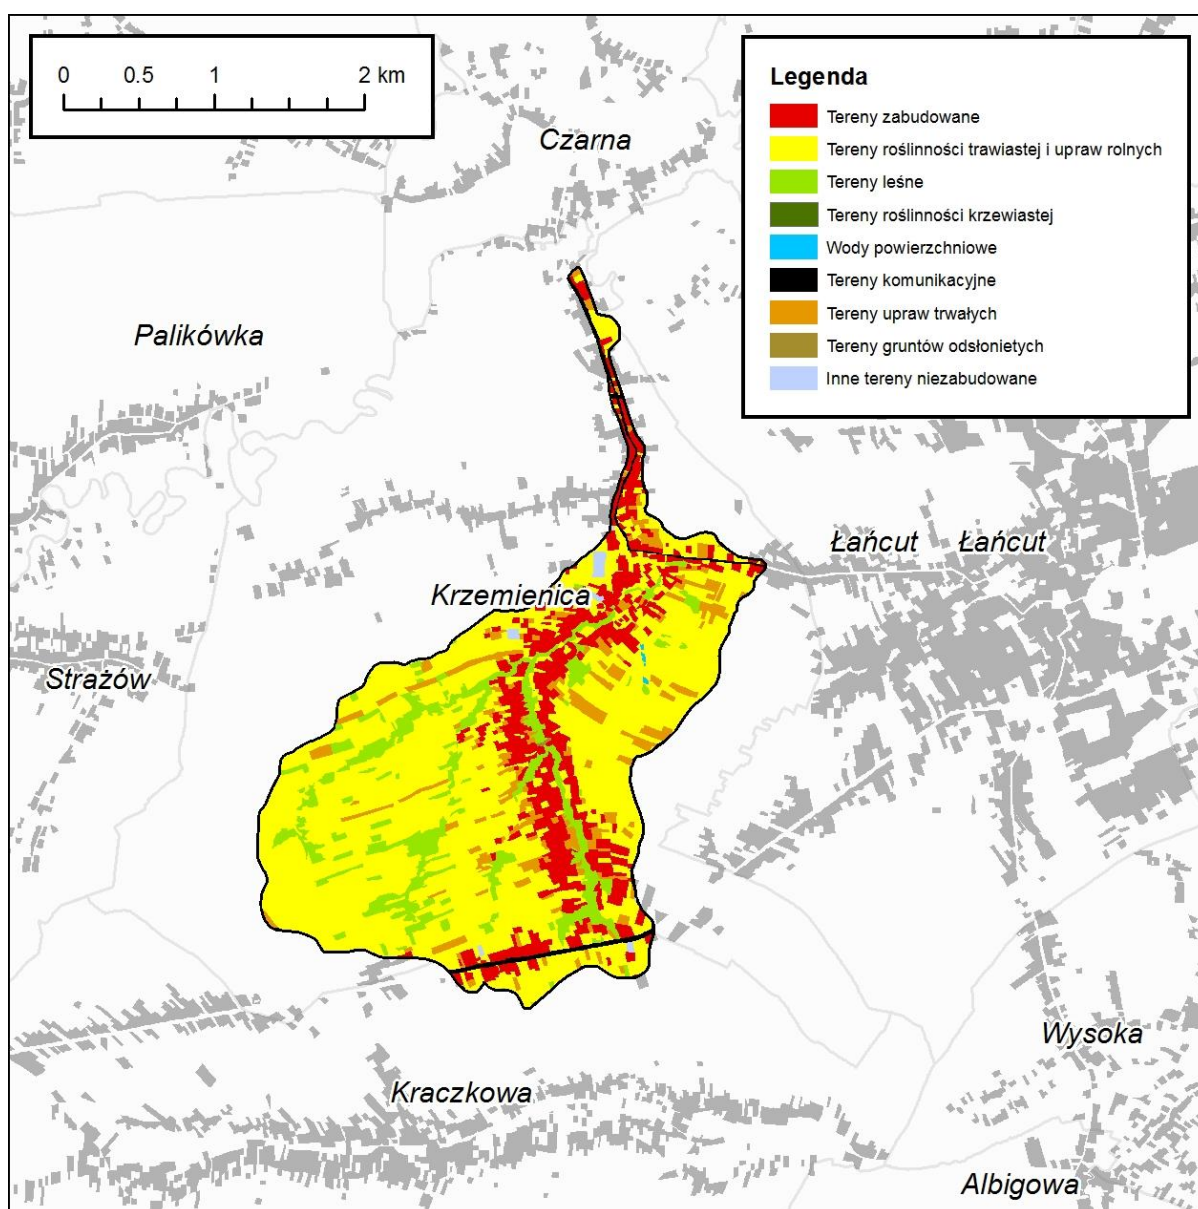 0 0.5 1 2 km
Legenda
Tereny zabudowane
Tereny roślinności trawiastej i upraw rolnych
Tereny leśne
Tereny roślinności krzewiastej
Wody powierzchniowe
Tereny komunikacyjne
Tereny upraw trwałych
Tereny gruntów odsłonietych
Inne tereny niezabudowane
Czarna
Palikówka
Łańcut Łańcut
Krzemienica
Strażów
Wysoka
Kraczkowa
Albigowa